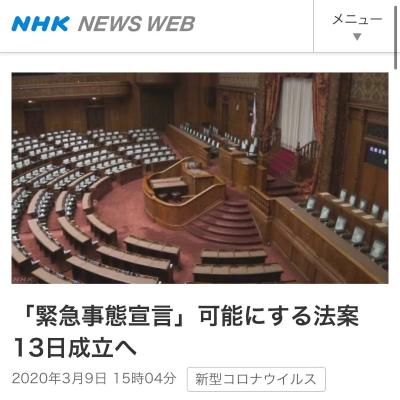 NHK NEWS WEB
メニュー
▼
「緊急事態宣言」可能にする法案
13日成立へ
2020年3月9日 15時04分
新型コロナウイルス